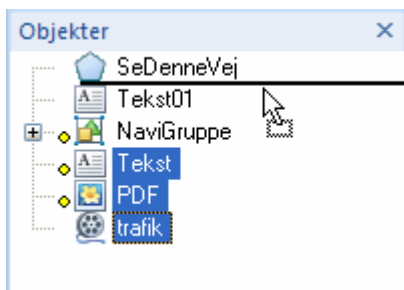 Objekter
SeDenneVej
Tekst01
NaviGruppe
Tekst
PDF
trafik